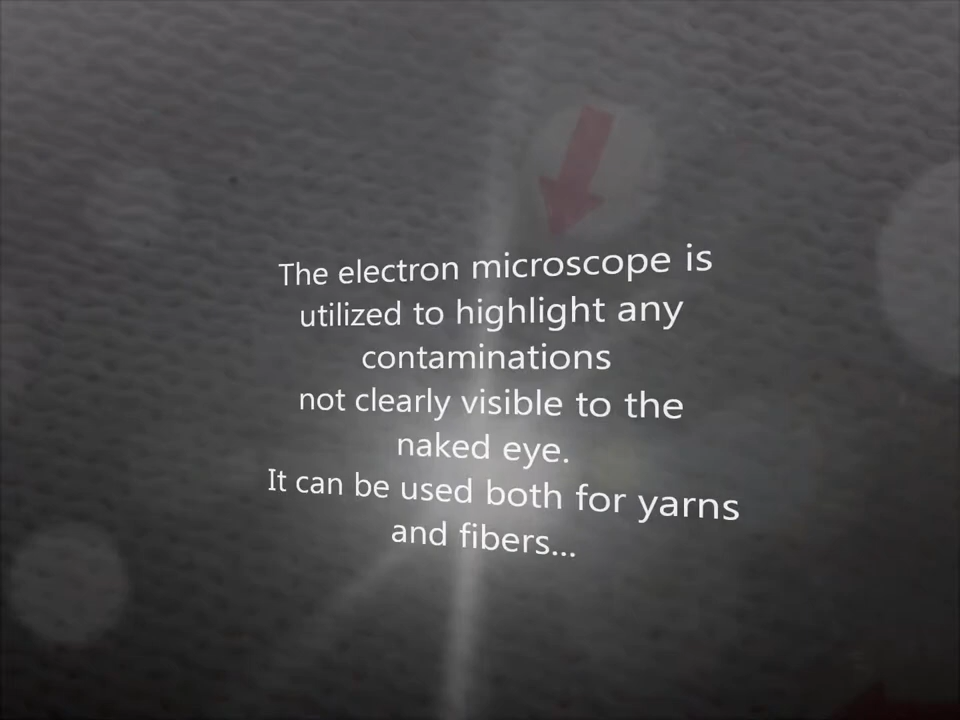 The electron microscope is
utilized to highlight any
contaminations
not clearly visible to the
naked eye.
It can be used both for yarns
and fibers...